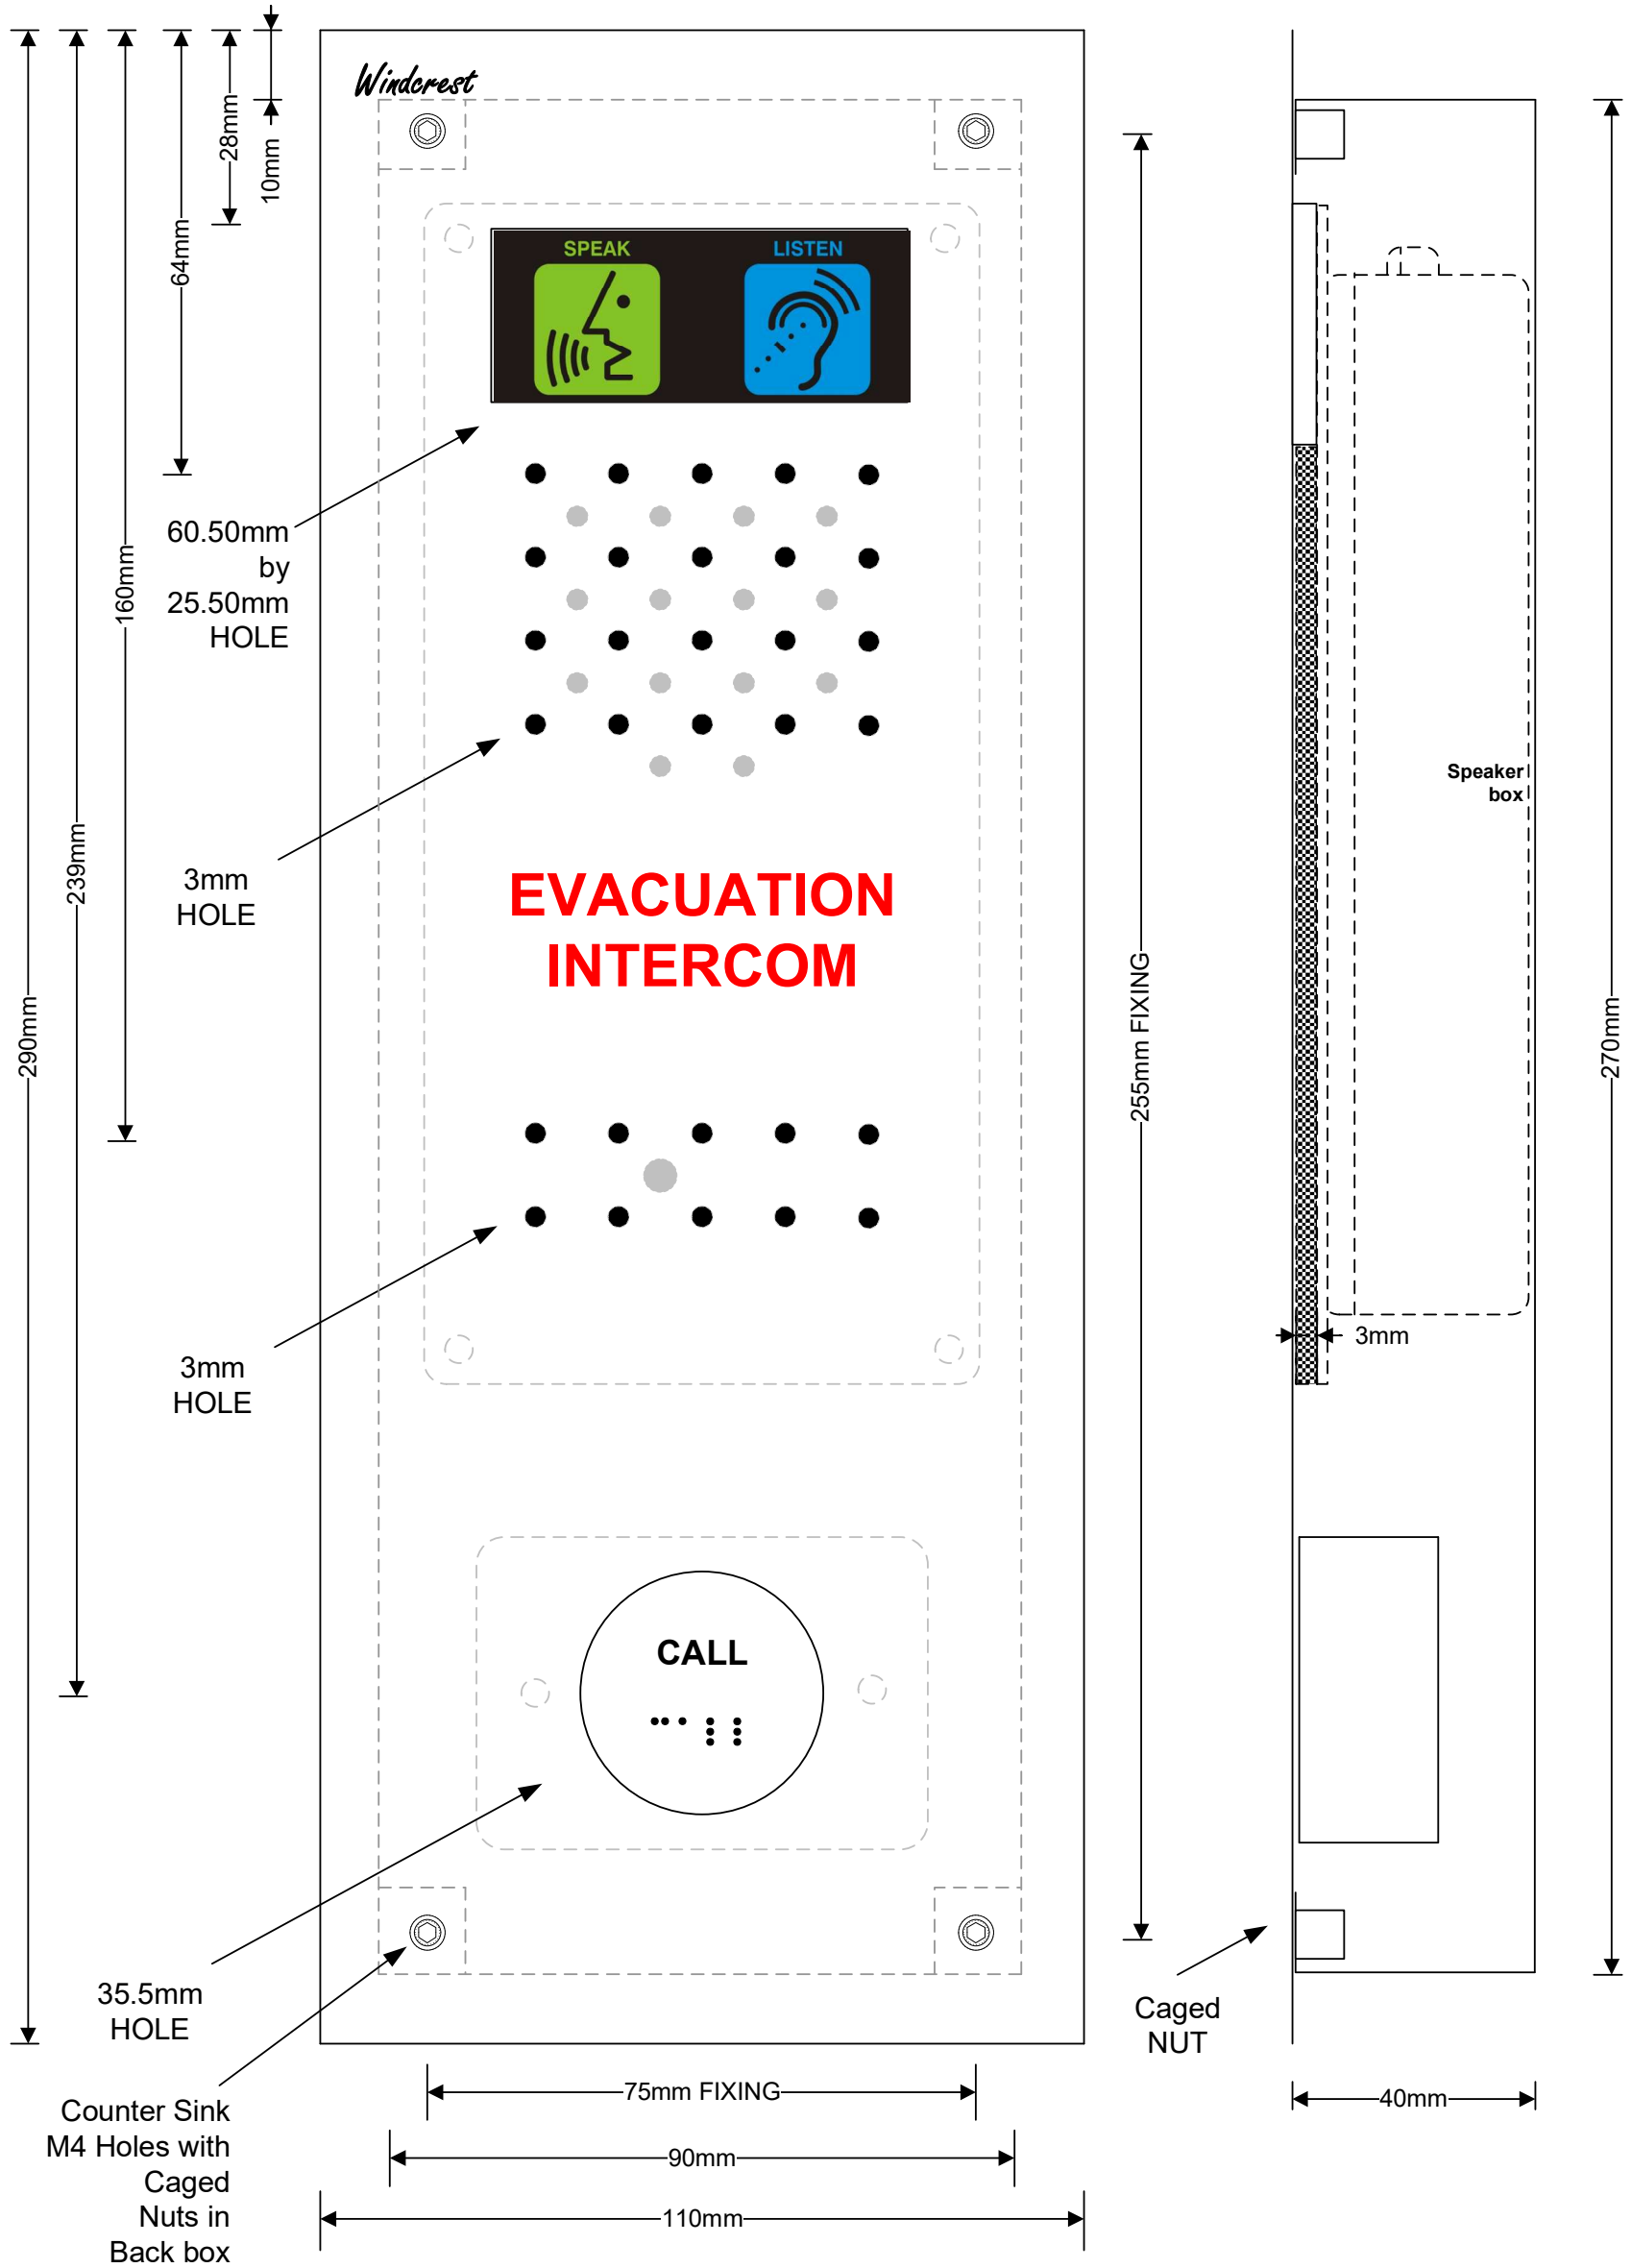 Windcrest
10mm
28mm
64mm
160mm
239mm
290mm
SPEAK
LISTEN
60.50mm
by
25.50mm
HOLE
3mm
HOLE
EVACUATION
INTERCOM
3mm
HOLE
CALL
35.5mm
HOLE
Counter Sink
M4 Holes with
Caged
Nuts in
Back box
75mm FIXING
90mm
110mm
255mm FIXING
Speaker
box
3mm
270mm
Caged
NUT
40mm